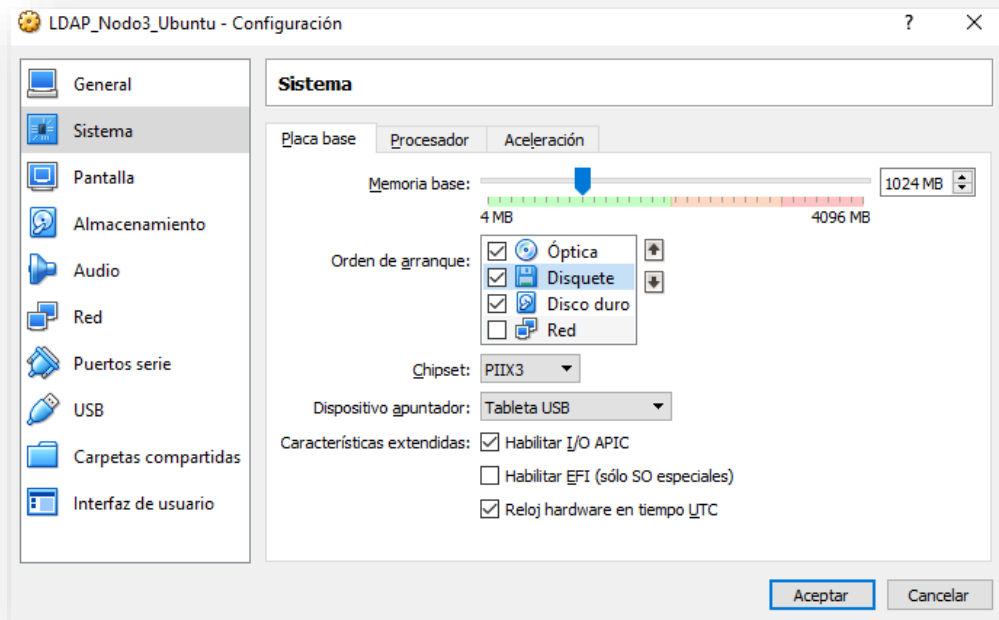 LDAP_Nodo3_Ubuntu - Configuración ?
General
Sistema
Pantalla
Almacenamiento
Audio
Red
Puertos serie
USB
Carpetas compartidas
Interfaz de usuario
Sistema
Placa base Procesador Aceleración
Memoria base: 1024 MB
4 MB 4096 MB
Orden de arranque: Óptica
Disquete
Disco duro
Red
Chipset: PIIX3
Dispositivo apuntador: Tableta USB
Características extendidas: Habilitar I/O APIC
Habilitar EFI (sólo SO especiales)
Reloj hardware en tiempo UTC
Aceptar Cancelar